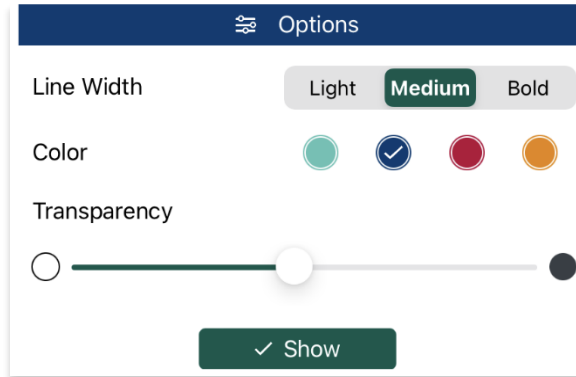 Options
Line Width
Light Medium Bold
Color
Transparency
Show